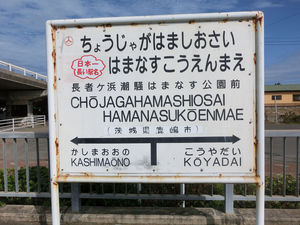 ちょうじゃがはましおさい
はまなすこうえんまえ
日本一
長い駅名
長者ケ浜潮騒はまなす公園前
CHŌJAGAHAMASHIOSAI
HAMANASUKŌENMAE
（茨城県鹿嶋市）
かしまおおの
KASHIMAŌNO
こうやだい
KŌYADAI